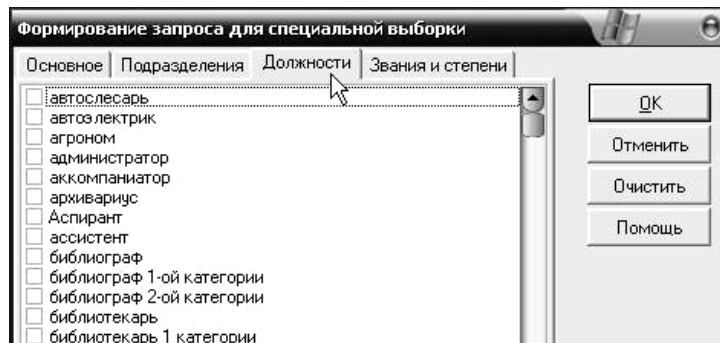 Формирование запроса для специальной выборки
Основное Подразделения Должности Звания и степени
автослесарь
автоэлектрик
агроном
администратор
аккомпаниатор
архивариус
Аспирант
ассистент
библиограф
библиограф 1-ой категории
библиограф 2-ой категории
библиотекарь
библиотекарь 1 категории
OK
Отменить
Очистить
Помощь